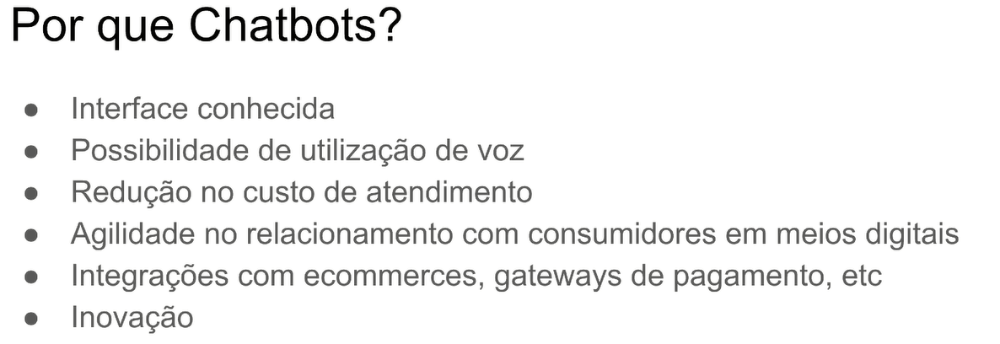 Por que Chatbots?
● Interface conhecida
● Possibilidade de utilização de voz
● Redução no custo de atendimento
● Agilidade no relacionamento com consumidores em meios digitais
● Integrações com ecommerces, gateways de pagamento, etc
● Inovação